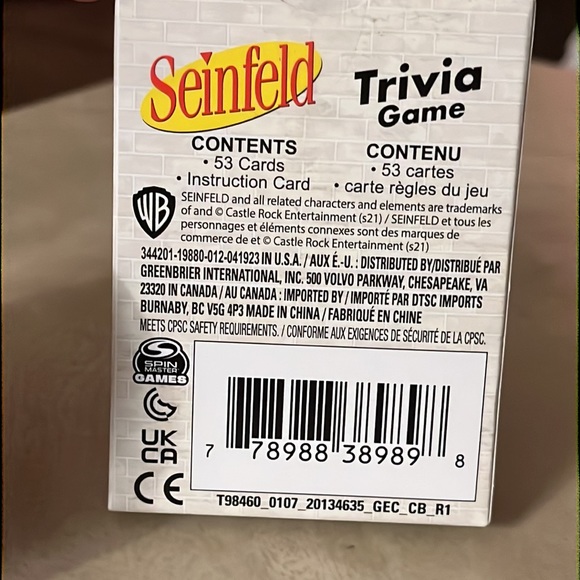 Seinfeld
Trivia
Game
CONTENTS
• 53 Cards
• Instruction Card
CONTENU
• 53 cartes
• carte règles du jeu
WB
SEINFELD and all related characters and elements are trademarks
of and © Castle Rock Entertainment (s21) / SEINFELD et tous les
personnages et éléments connexes sont des marques de
commerce de et © Castle Rock Entertainment (s21)
344201-19880-012-041923 IN U.S.A. / AUX É.-U. : DISTRIBUTED BY/DISTRIBUÉ PAR
GREENBRIER INTERNATIONAL, INC. 500 VOLVO PARKWAY, CHESAPEAKE, VA
23320 IN CANADA / AU CANADA : IMPORTED BY / IMPORTÉ PAR DTSC IMPORTS
BURNABY, BC V5G 4P3 MADE IN CHINA / FABRIQUÉ EN CHINE
MEETS CPSC SAFETY REQUIREMENTS. / CONFORME AUX EXIGENCES DE SÉCURITÉ DE LA CPSC.
SPIN
MASTER
GAMES
UK
CA
CE
7 78988 38989 8
T98460_0107_20134635_GEC_CB_R1